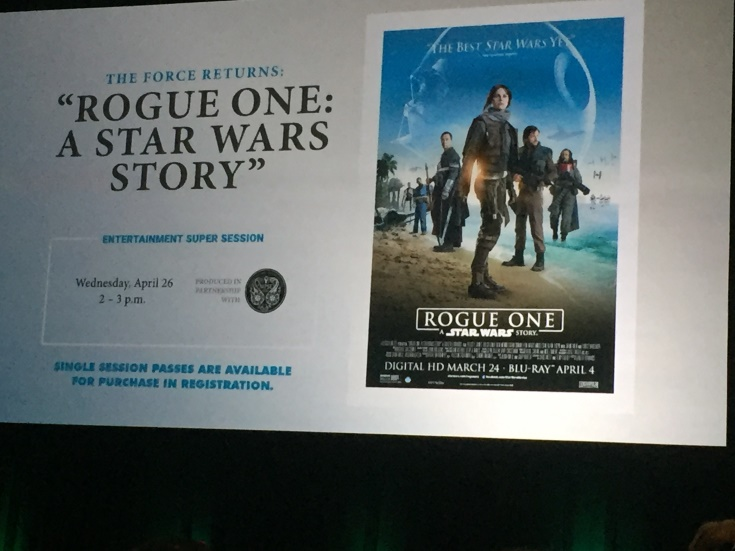 THE FORCE RETURNS:
“ROGUE ONE:
A STAR WARS
STORY”
ENTERTAINMENT SUPER SESSION
Wednesday, April 26
2 – 3 p.m.
PRODUCED IN
PARTNERSHIP
WITH
SINGLE SESSION PASSES ARE AVAILABLE
FOR PURCHASE IN REGISTRATION.
"THE BEST STAR WARS YET"
ROGUE ONE
A STAR WARS STORY
DIGITAL HD MARCH 24 · BLU-RAY™ APRIL 4